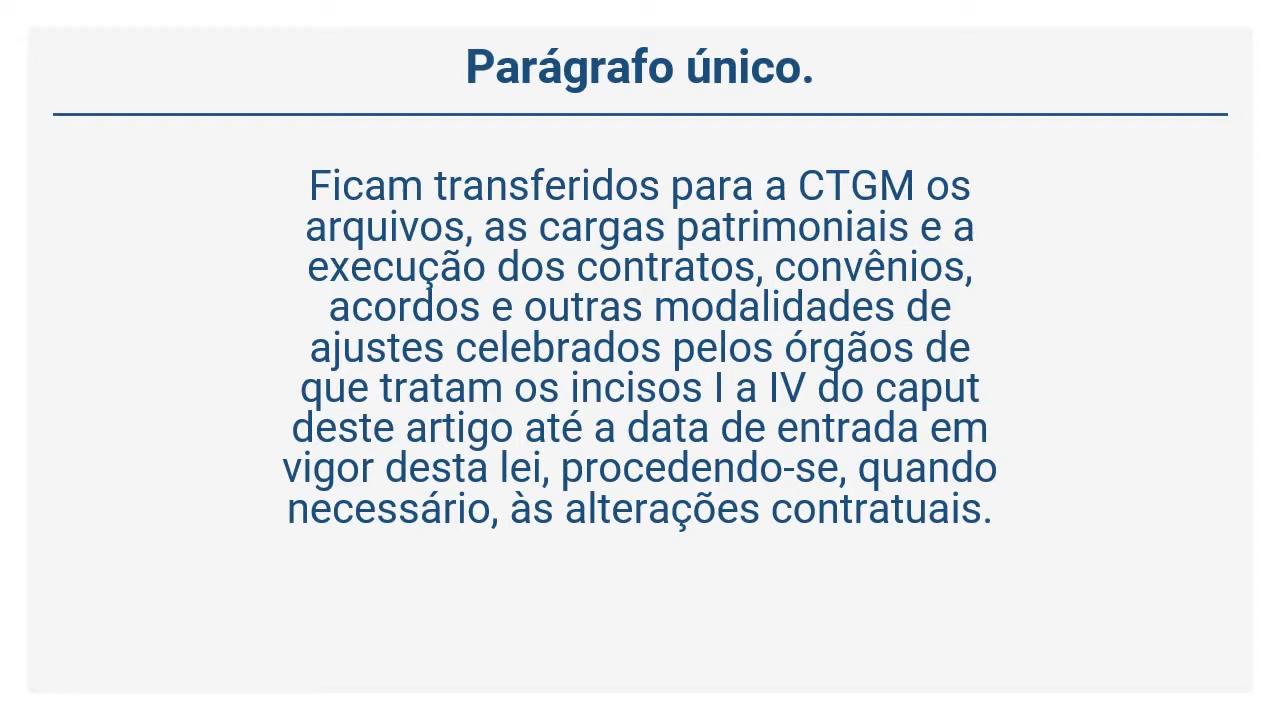 Parágrafo único.
Ficam transferidos para a CTGM os
arquivos, as cargas patrimoniais e a
execução dos contratos, convênios,
acordos e outras modalidades de
ajustes celebrados pelos órgãos de
que tratam os incisos I a IV do caput
deste artigo até a data de entrada em
vigor desta lei, procedendo-se, quando
necessário, às alterações contratuais.